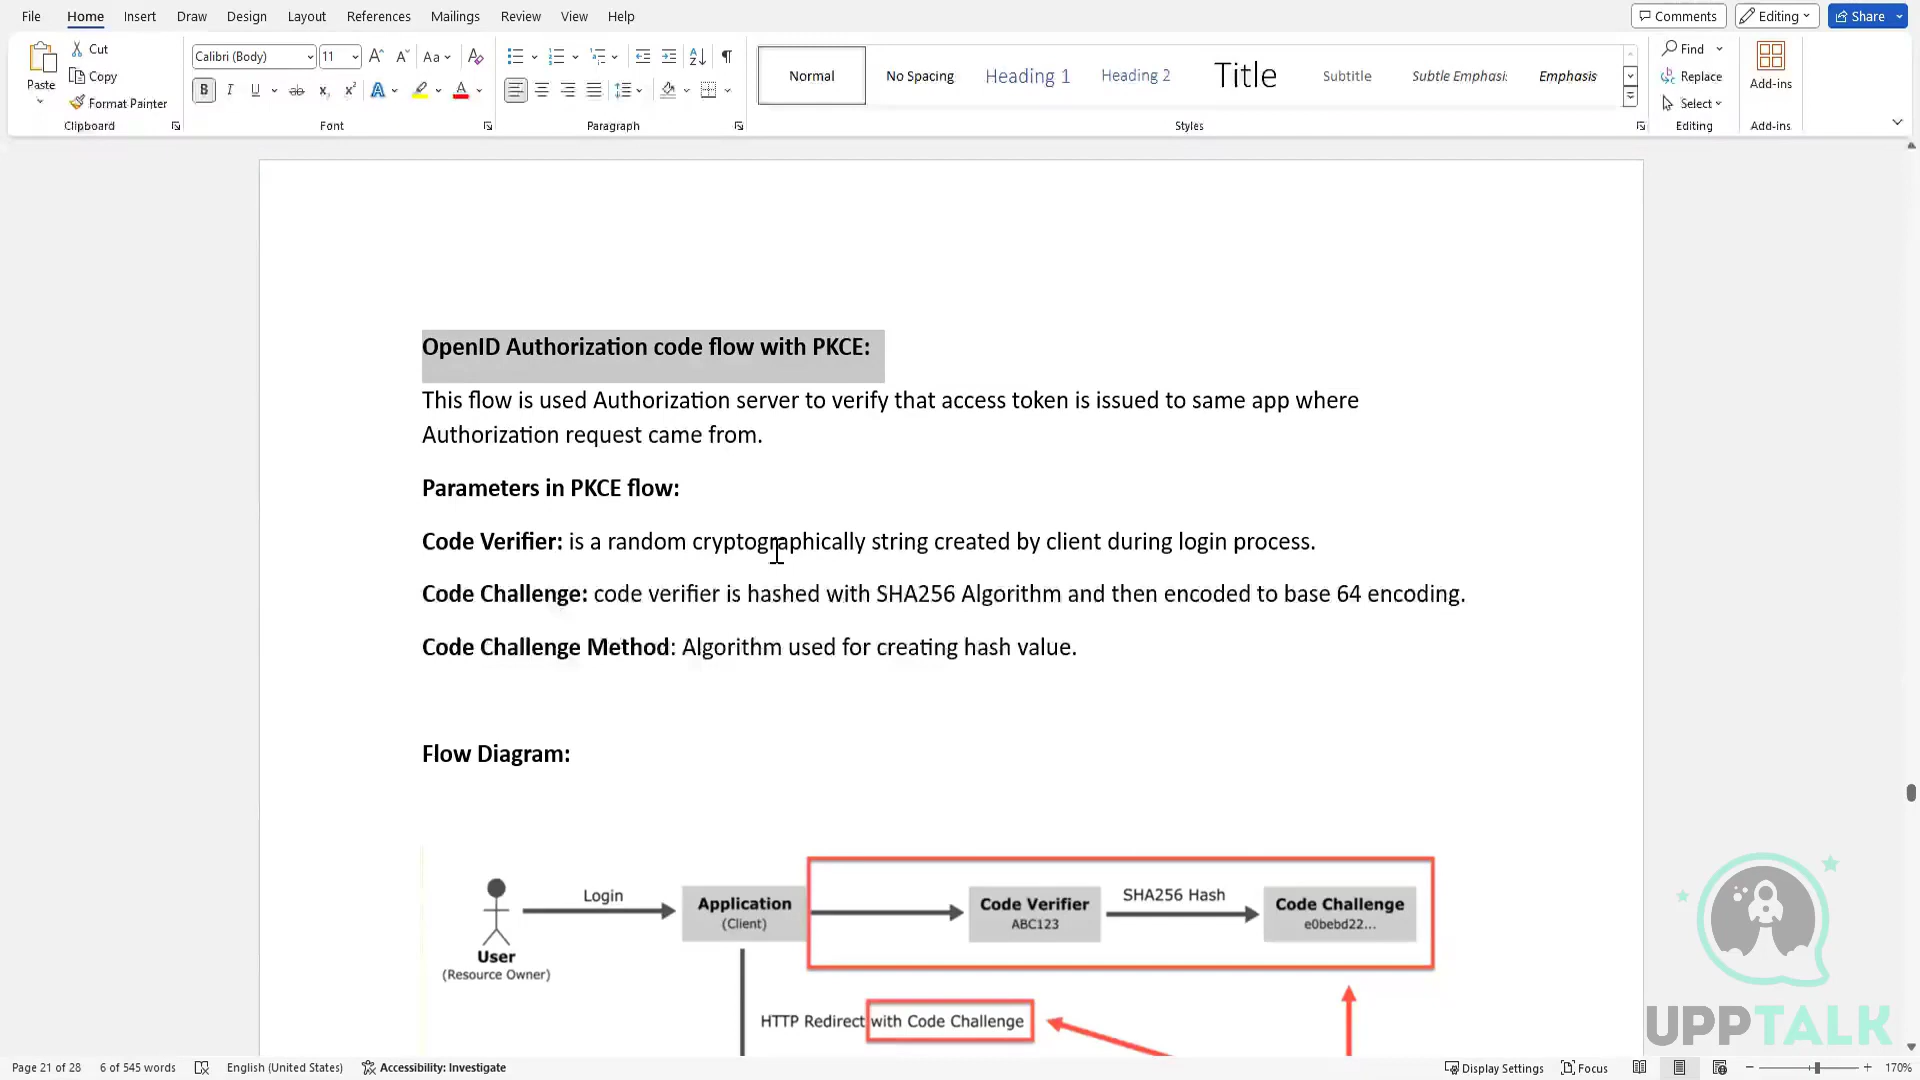 File Home Insert Draw Design Layout References Mailings Review View Help
Comments Editing Share
Paste
Cut
Copy
Format Painter
Calibri (Body) 11
Normal No Spacing Heading 1 Heading 2 Title Subtitle Subtle Emphasi: Emphasis
Find
Replace
Select
Add-ins
Clipboard Font Paragraph Styles Editing Add-ins
OpenID Authorization code flow with PKCE:
This flow is used Authorization server to verify that access token is issued to same app where
Authorization request came from.
Parameters in PKCE flow:
Code Verifier: is a random cryptographically string created by client during login process.
Code Challenge: code verifier is hashed with SHA256 Algorithm and then encoded to base 64 encoding.
Code Challenge Method: Algorithm used for creating hash value.
Flow Diagram:
Login
Application
(Client)
Code Verifier
ABC123
SHA256 Hash
Code Challenge
e0bebd22...
User
(Resource Owner)
HTTP Redirect with Code Challenge
UPPTALK
Page 21 of 28 6 of 545 words English (United States) Accessibility: Investigate Display Settings Focus 170%